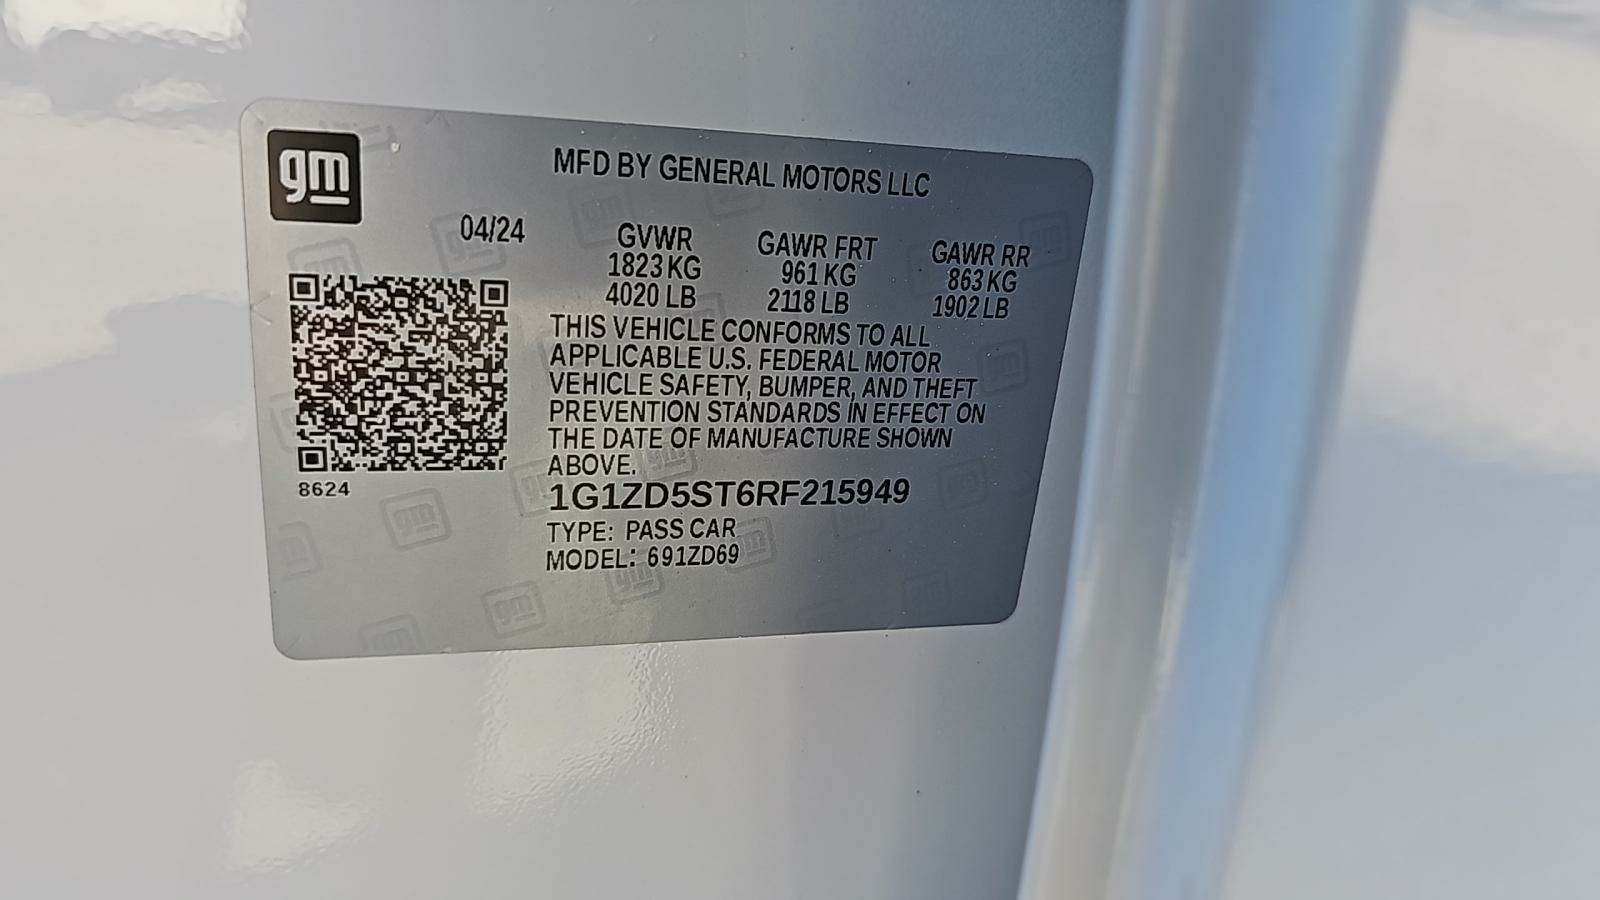 gm
MFD BY GENERAL MOTORS LLC
04/24 GVWR GAWR FRT GAWR RR
1823 KG 961 KG 863 KG
4020 LB 2118 LB 1902 LB
THIS VEHICLE CONFORMS TO ALL
APPLICABLE U.S. FEDERAL MOTOR
VEHICLE SAFETY, BUMPER, AND THEFT
PREVENTION STANDARDS IN EFFECT ON
THE DATE OF MANUFACTURE SHOWN
ABOVE.
8624
1G1ZD5ST6RF215949
TYPE: PASS CAR
MODEL: 691ZD69